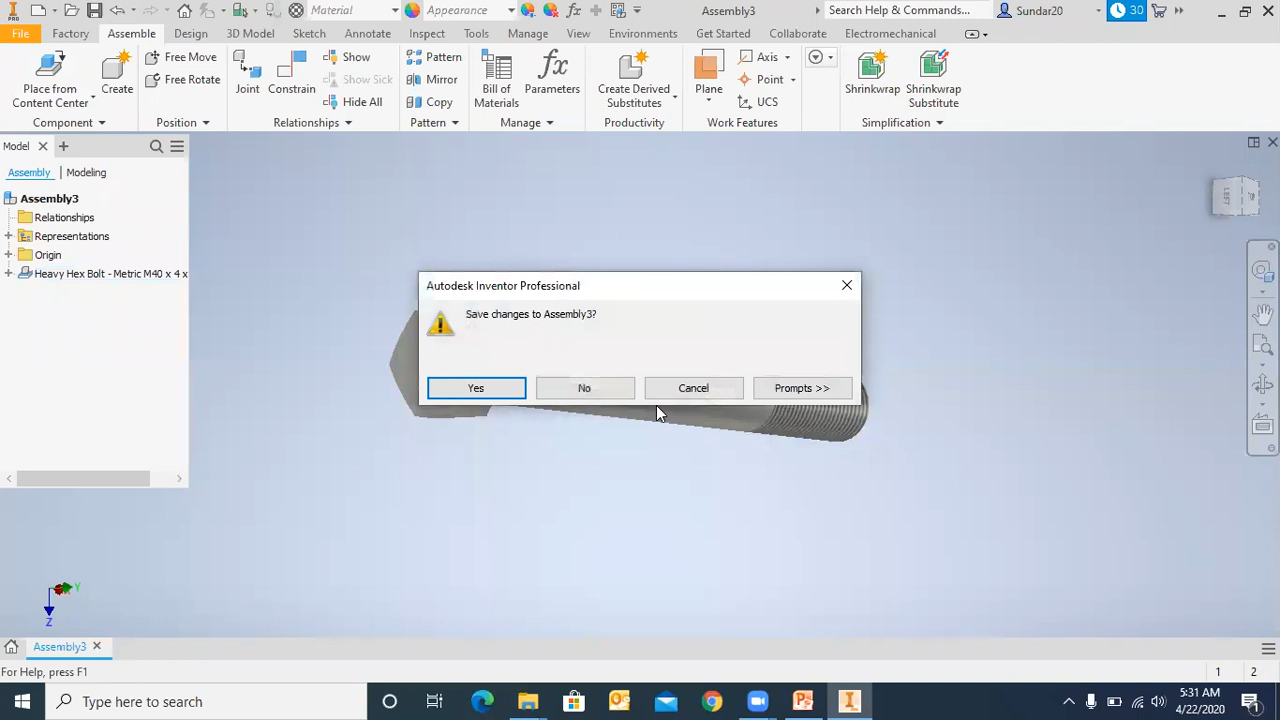 PRO
Material
Appearance
fx
Assembly3
Search Help & Commands...
Sundar20
30
File
Factory
Assemble
Design
3D Model
Sketch
Annotate
Inspect
Tools
Manage
View
Environments
Get Started
Collaborate
Electromechanical
Place from
Content Center
Create
Free Move
Free Rotate
Joint
Constrain
Show
Show Sick
Hide All
Pattern
Mirror
Copy
Bill of
Materials
fx
Parameters
Create Derived
Substitutes
Plane
Axis
Point
UCS
Shrinkwrap
Shrinkwrap
Substitute
Component
Position
Relationships
Pattern
Manage
Productivity
Work Features
Simplification
Model
Assembly
Modeling
Assembly3
Relationships
Representations
Origin
Heavy Hex Bolt - Metric M40 x 4 x
LEFT
Autodesk Inventor Professional
Save changes to Assembly3?
Yes
No
Cancel
Prompts >>
Y
Z
Assembly3
For Help, press F1
1
2
Type here to search
5:31 AM
4/22/2020
1